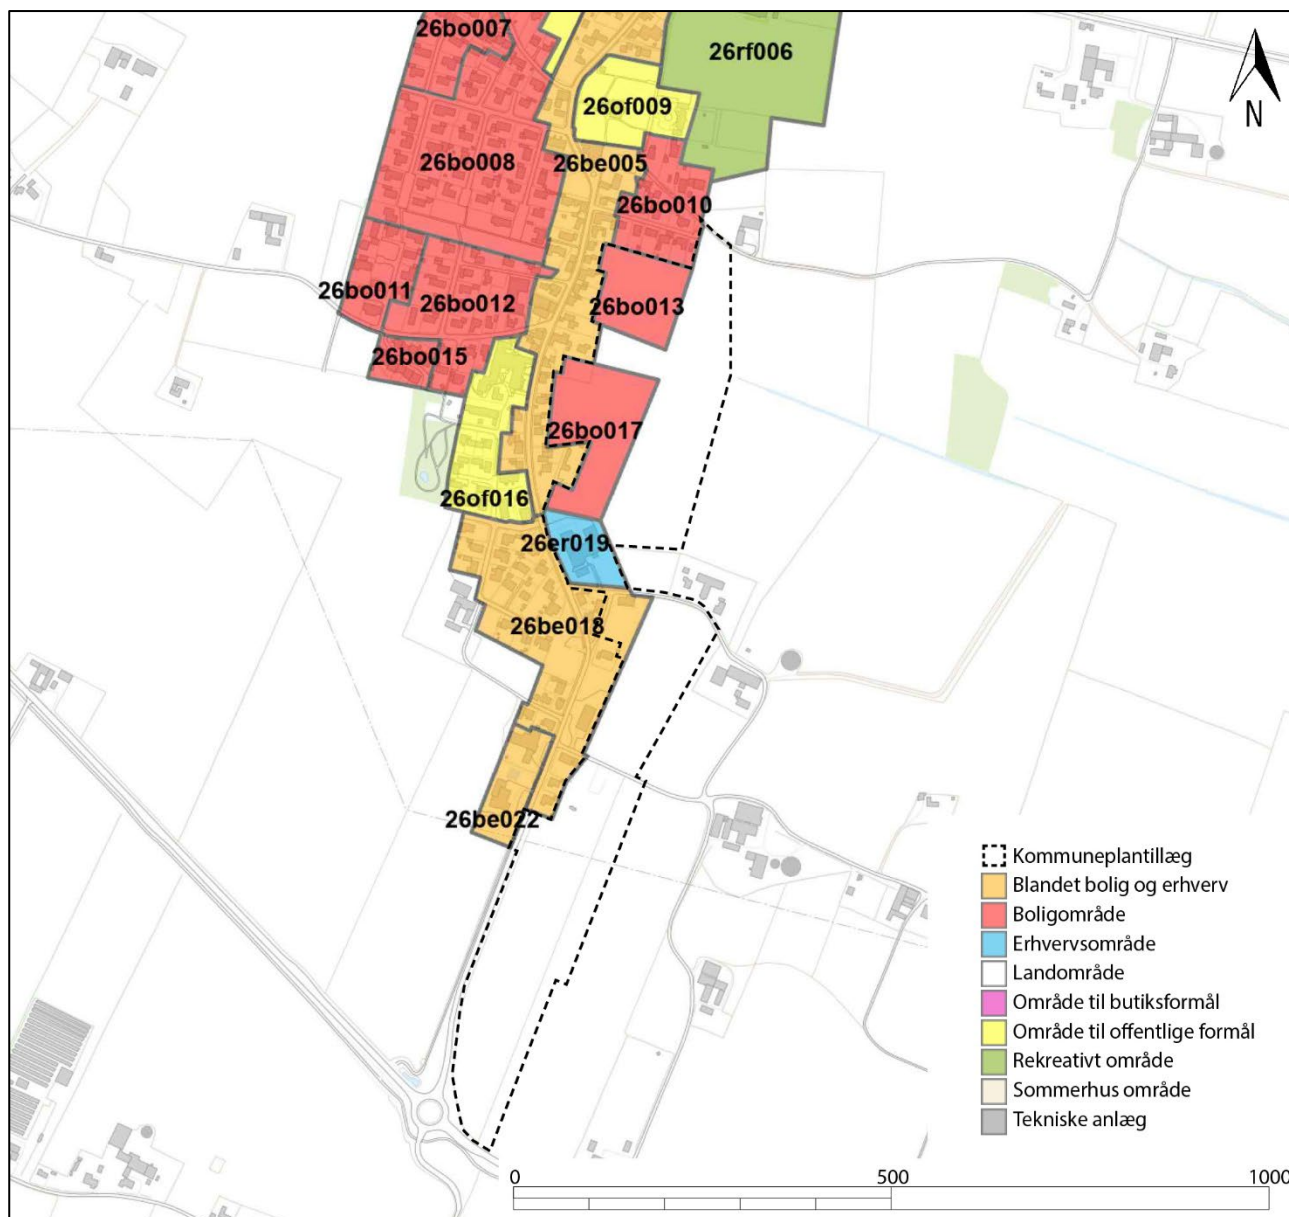 26bo007
26rf006
26of009
N
26bo008
26be005
26bo010
26bo011
26bo012
26bo013
26bo015
26bo017
26of016
26er019
26be018
26be022
Kommuneplantillæg
Blandet bolig og erhverv
Boligområde
Erhvervsområde
Landområde
Område til butiksformål
Område til offentlige formål
Rekreativt område
Sommerhus område
Tekniske anlæg
0 500 1000